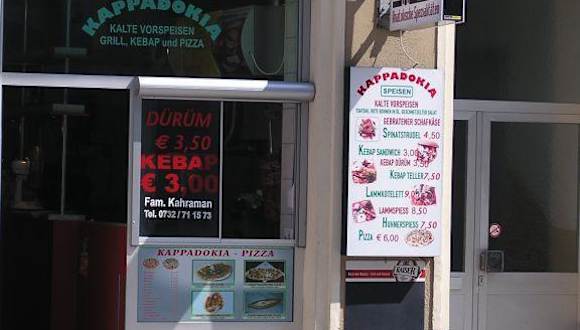 KAPPADOKIA
KALTE VORSPEISEN
GRILL, KEBAP und PIZZA
DÜRÜM
€ 3,50
KEBAP
€ 3,00
Fam. Kahraman
Tel. 0732 / 71 15 73
KAPPADOKIA - PIZZA
KAPPADOKIA
SPEISEN
KALTE VORSPEISEN
GEBRATENER SCHAFKÄSE
SPINATSTRUDEL 4,50
KEBAP SANDWICH 3,00
KEBAP DÜRÜM 3,50
KEBAP TELLER 7,50
LAMMKOTELETT 9,00
LAMMSPIESS 8,50
HÜHNERSPIESS 7,50
PIZZA € 6,00
KAISER